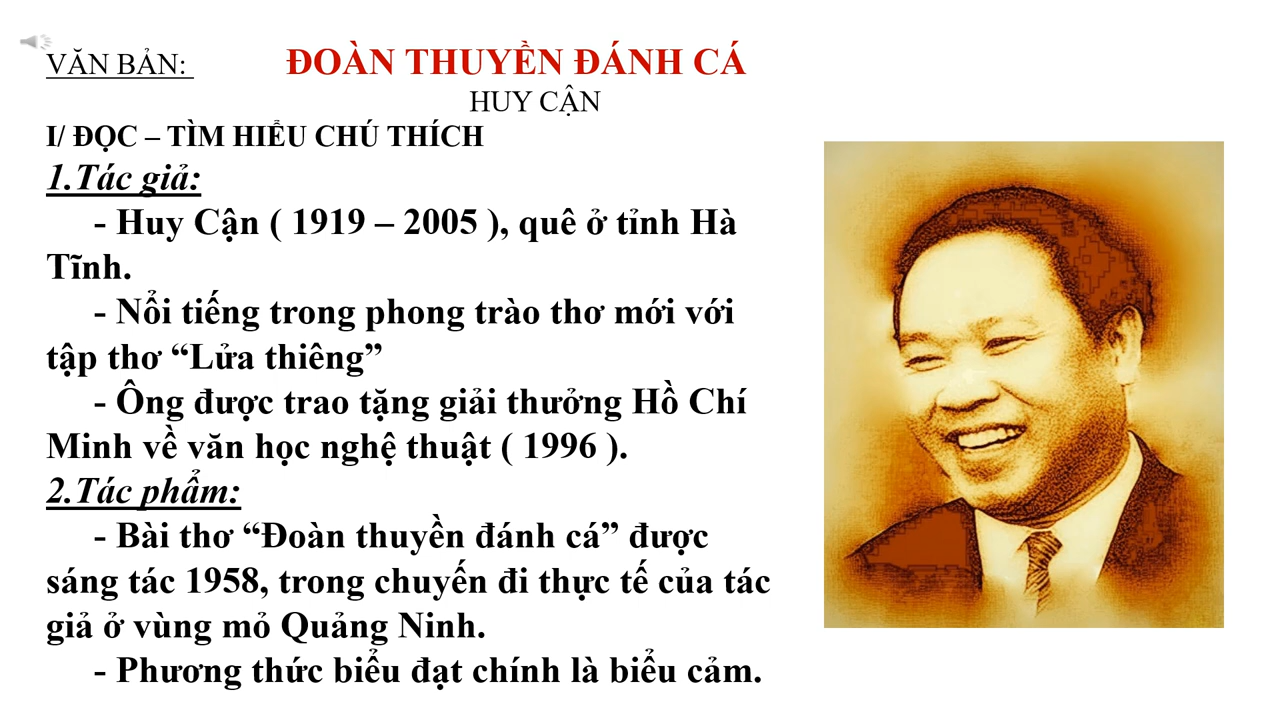 VĂN BẢN: ĐOÀN THUYỀN ĐÁNH CÁ
HUY CẬN
I/ ĐỌC – TÌM HIỂU CHÚ THÍCH
1.Tác giả:
- Huy Cận ( 1919 – 2005 ), quê ở tỉnh Hà
Tĩnh.
- Nổi tiếng trong phong trào thơ mới với
tập thơ “Lửa thiêng”
- Ông được trao tặng giải thưởng Hồ Chí
Minh về văn học nghệ thuật ( 1996 ).
2.Tác phẩm:
- Bài thơ “Đoàn thuyền đánh cá” được
sáng tác 1958, trong chuyến đi thực tế của tác
giả ở vùng mỏ Quảng Ninh.
- Phương thức biểu đạt chính là biểu cảm.